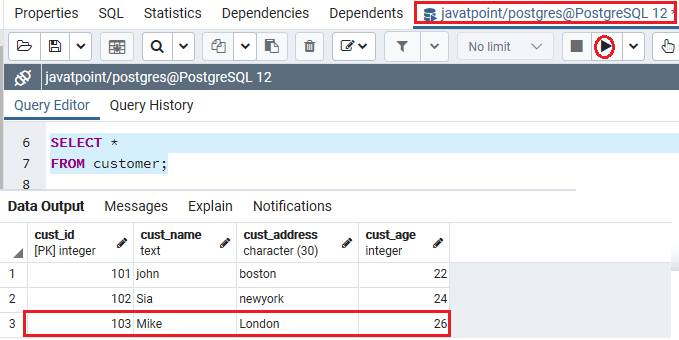 Properties SQL Statistics Dependencies Dependents javatpoint/postgres@PostgreSQL 12 *
No limit
javatpoint/postgres@PostgreSQL 12
Query Editor Query History
6 SELECT *
7 FROM customer;
8
Data Output Messages Explain Notifications
cust_id cust_name cust_address cust_age
[PK] integer text character (30) integer
1 101 john boston 22
2 102 Sia newyork 24
3 103 Mike London 26